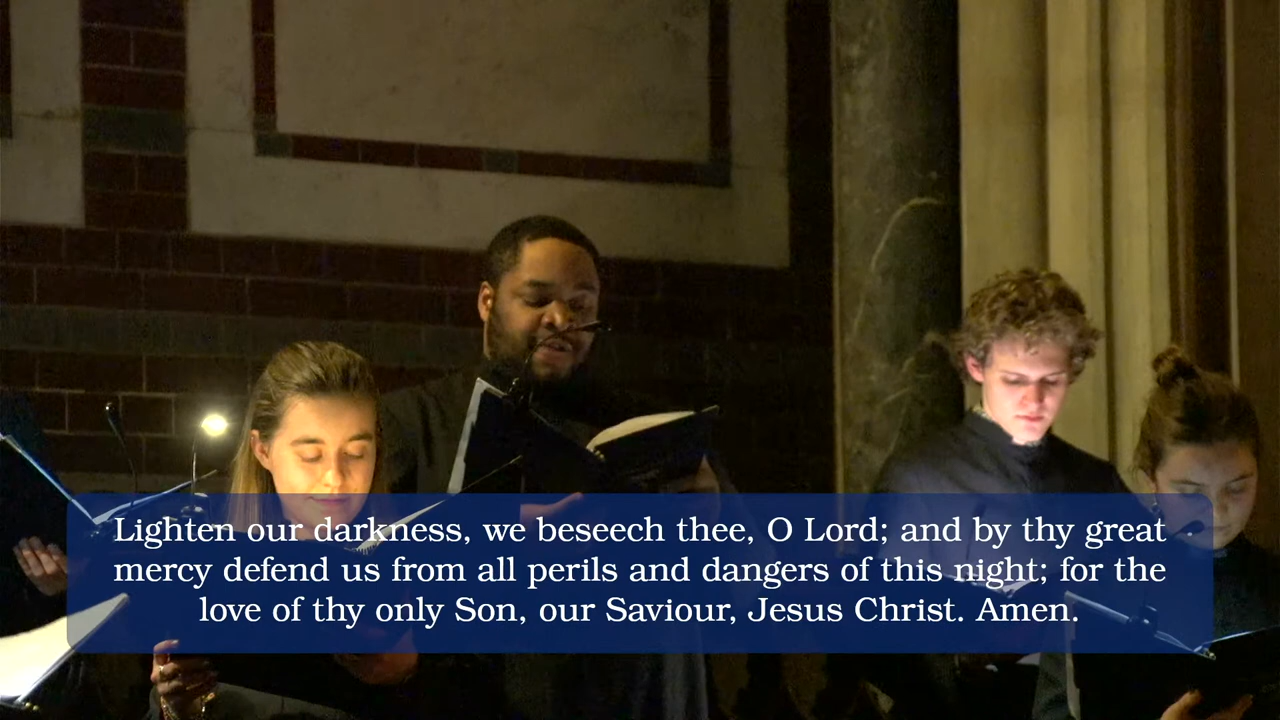 Lighten our darkness, we beseech thee, O Lord; and by thy great
mercy defend us from all perils and dangers of this night; for the
love of thy only Son, our Saviour, Jesus Christ. Amen.